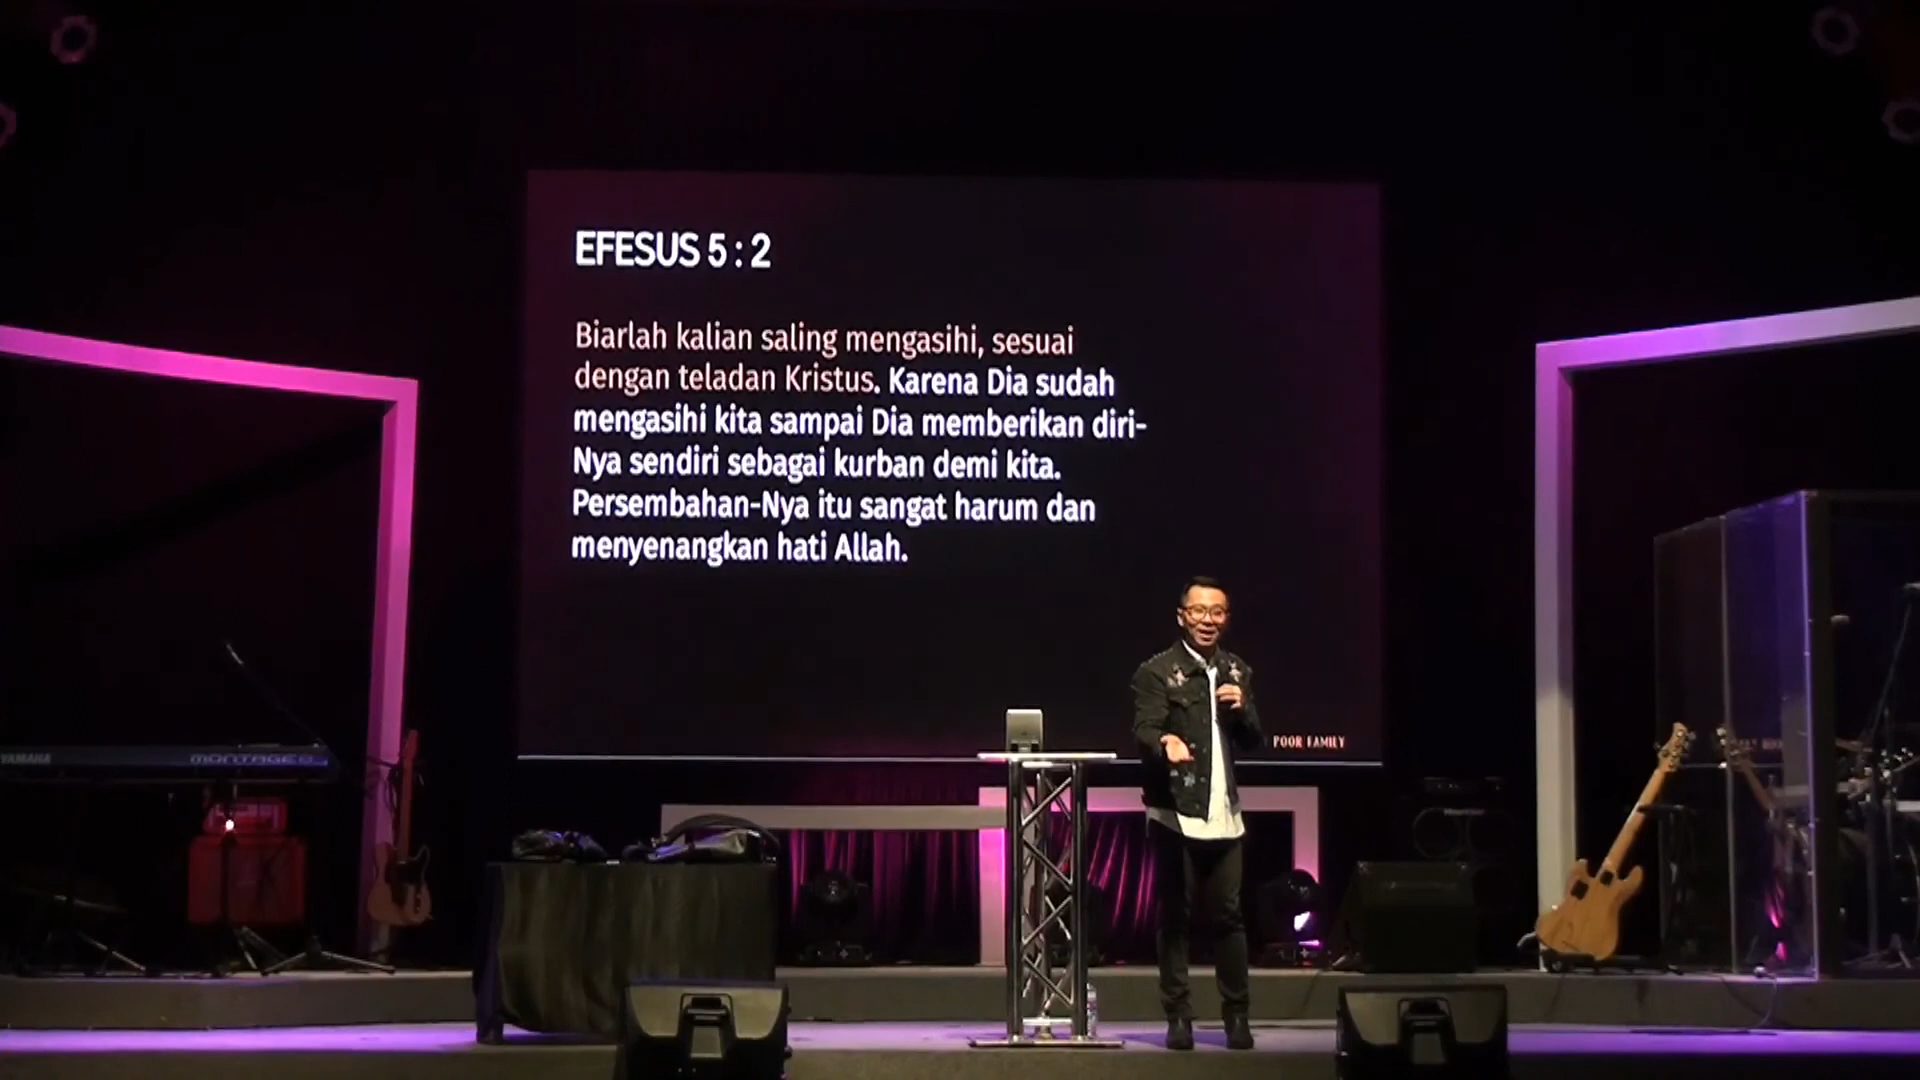 EFESUS 5 : 2
Biarlah kalian saling mengasihi, sesuai
dengan teladan Kristus. Karena Dia sudah
mengasihi kita sampai Dia memberikan diri-
Nya sendiri sebagai kurban demi kita.
Persembahan-Nya itu sangat harum dan
menyenangkan hati Allah.
POOR FAMILY
YAMAHA
MONTAGE